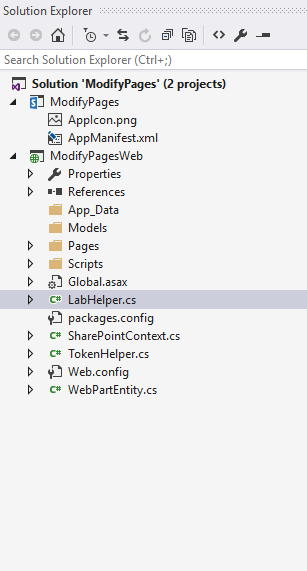 Solution Explorer
Search Solution Explorer (Ctrl+;)
Solution 'ModifyPages' (2 projects)
ModifyPages
AppIcon.png
AppManifest.xml
ModifyPagesWeb
Properties
References
App_Data
Models
Pages
Scripts
Global.asax
C# LabHelper.cs
packages.config
C# SharePointContext.cs
C# TokenHelper.cs
Web.config
C# WebPartEntity.cs